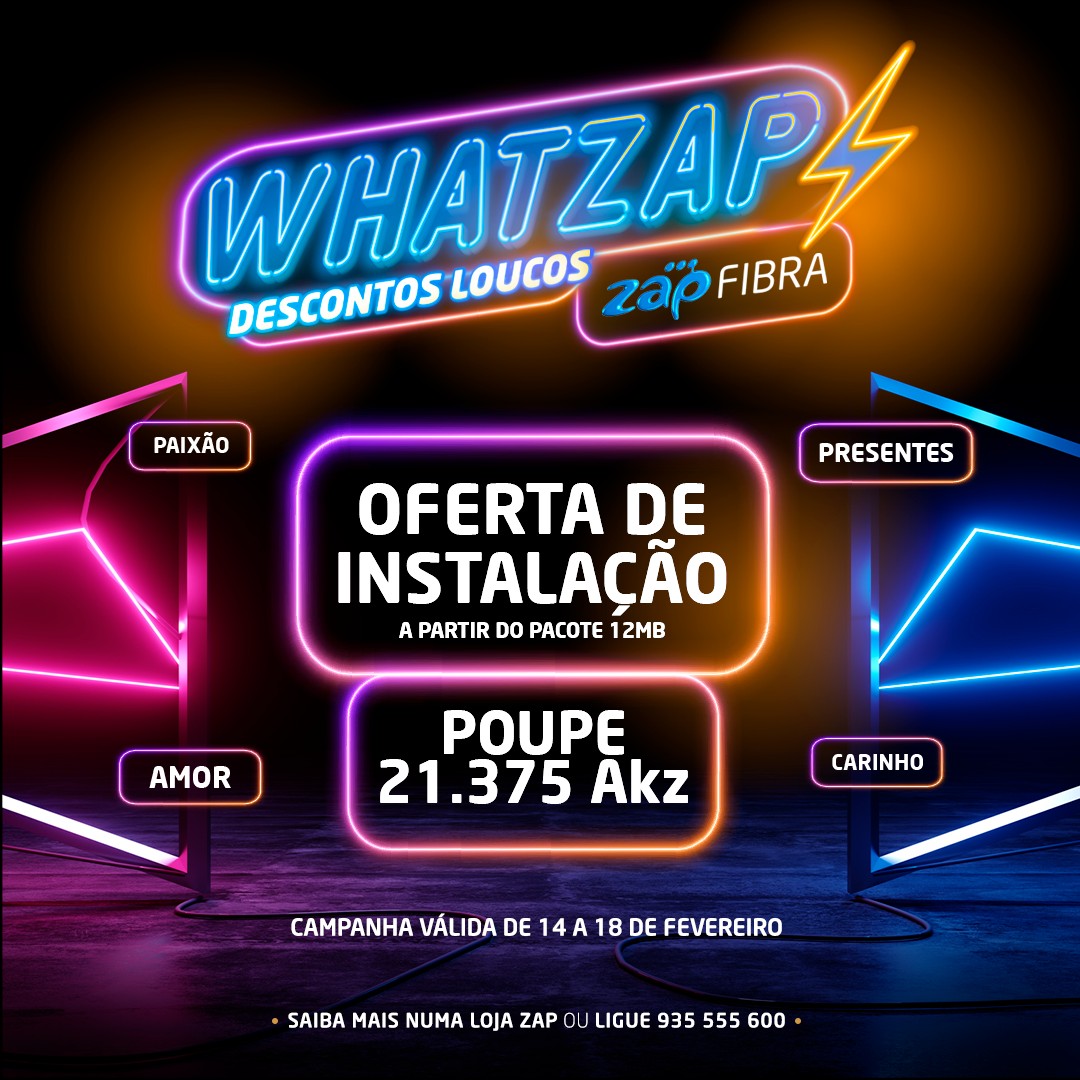 WHATZAP
DESCONTOS LOUCOS
zap FIBRA
PAIXÃO
PRESENTES
OFERTA DE
INSTALAÇÃO
A PARTIR DO PACOTE 12MB
POUPE
21.375 Akz
AMOR
CARINHO
CAMPANHA VÁLIDA DE 14 A 18 DE FEVEREIRO
• SAIBA MAIS NUMA LOJA ZAP OU LIGUE 935 555 600 •